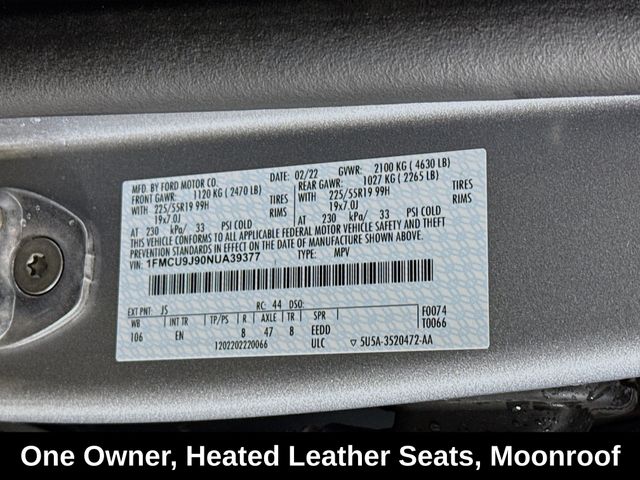 MFD. BY FORD MOTOR CO.
DATE: 02/22 GVWR: 2100 KG (4630 LB)
FRONT GAWR: 1120 KG (2470 LB)
REAR GAWR: 1027 KG (2265 LB)
WITH 225/55R19 99H TIRES
WITH 225/55R19 99H TIRES
19x7.0J RIMS
19x7.0J RIMS
AT 230 kPa/ 33 PSI COLD
AT 230 kPa/ 33 PSI COLD
THIS VEHICLE CONFORMS TO ALL APPLICABLE FEDERAL MOTOR VEHICLE SAFETY AND THEFT
PREVENTION STANDARDS IN EFFECT ON THE DATE OF MANUFACTURE SHOWN ABOVE.
VIN: 1FMCU9J90NUA39377 TYPE: MPV
EXT PNT: JS RC: 44 DSO:
WB INT TR TP/PS R AXLE TR SPR F0074
106 EN 8 47 8 EEDD T0066
1202202220066 ULC ▽ 5U5A-3520472-AA
One Owner, Heated Leather Seats, Moonroof